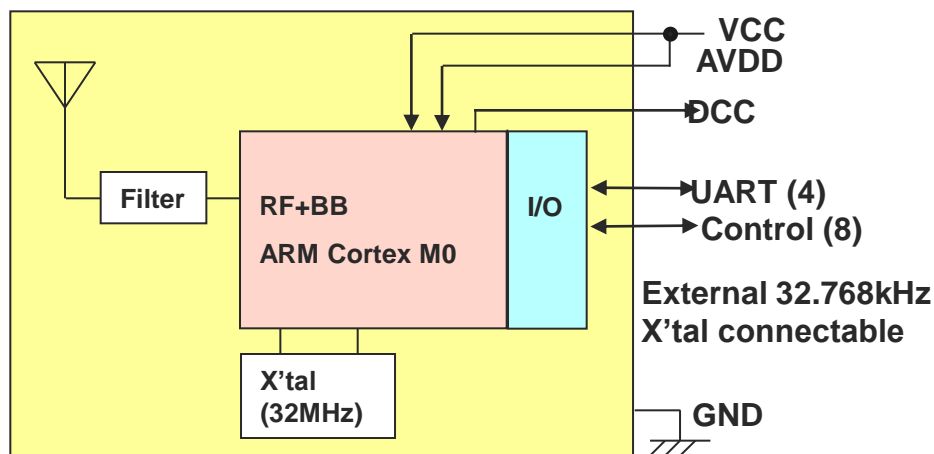 VCC
AVDD
DCC
Filter
RF+BB
ARM Cortex M0
I/O
UART (4)
Control (8)
External 32.768kHz
X'tal connectable
X’tal
(32MHz)
GND